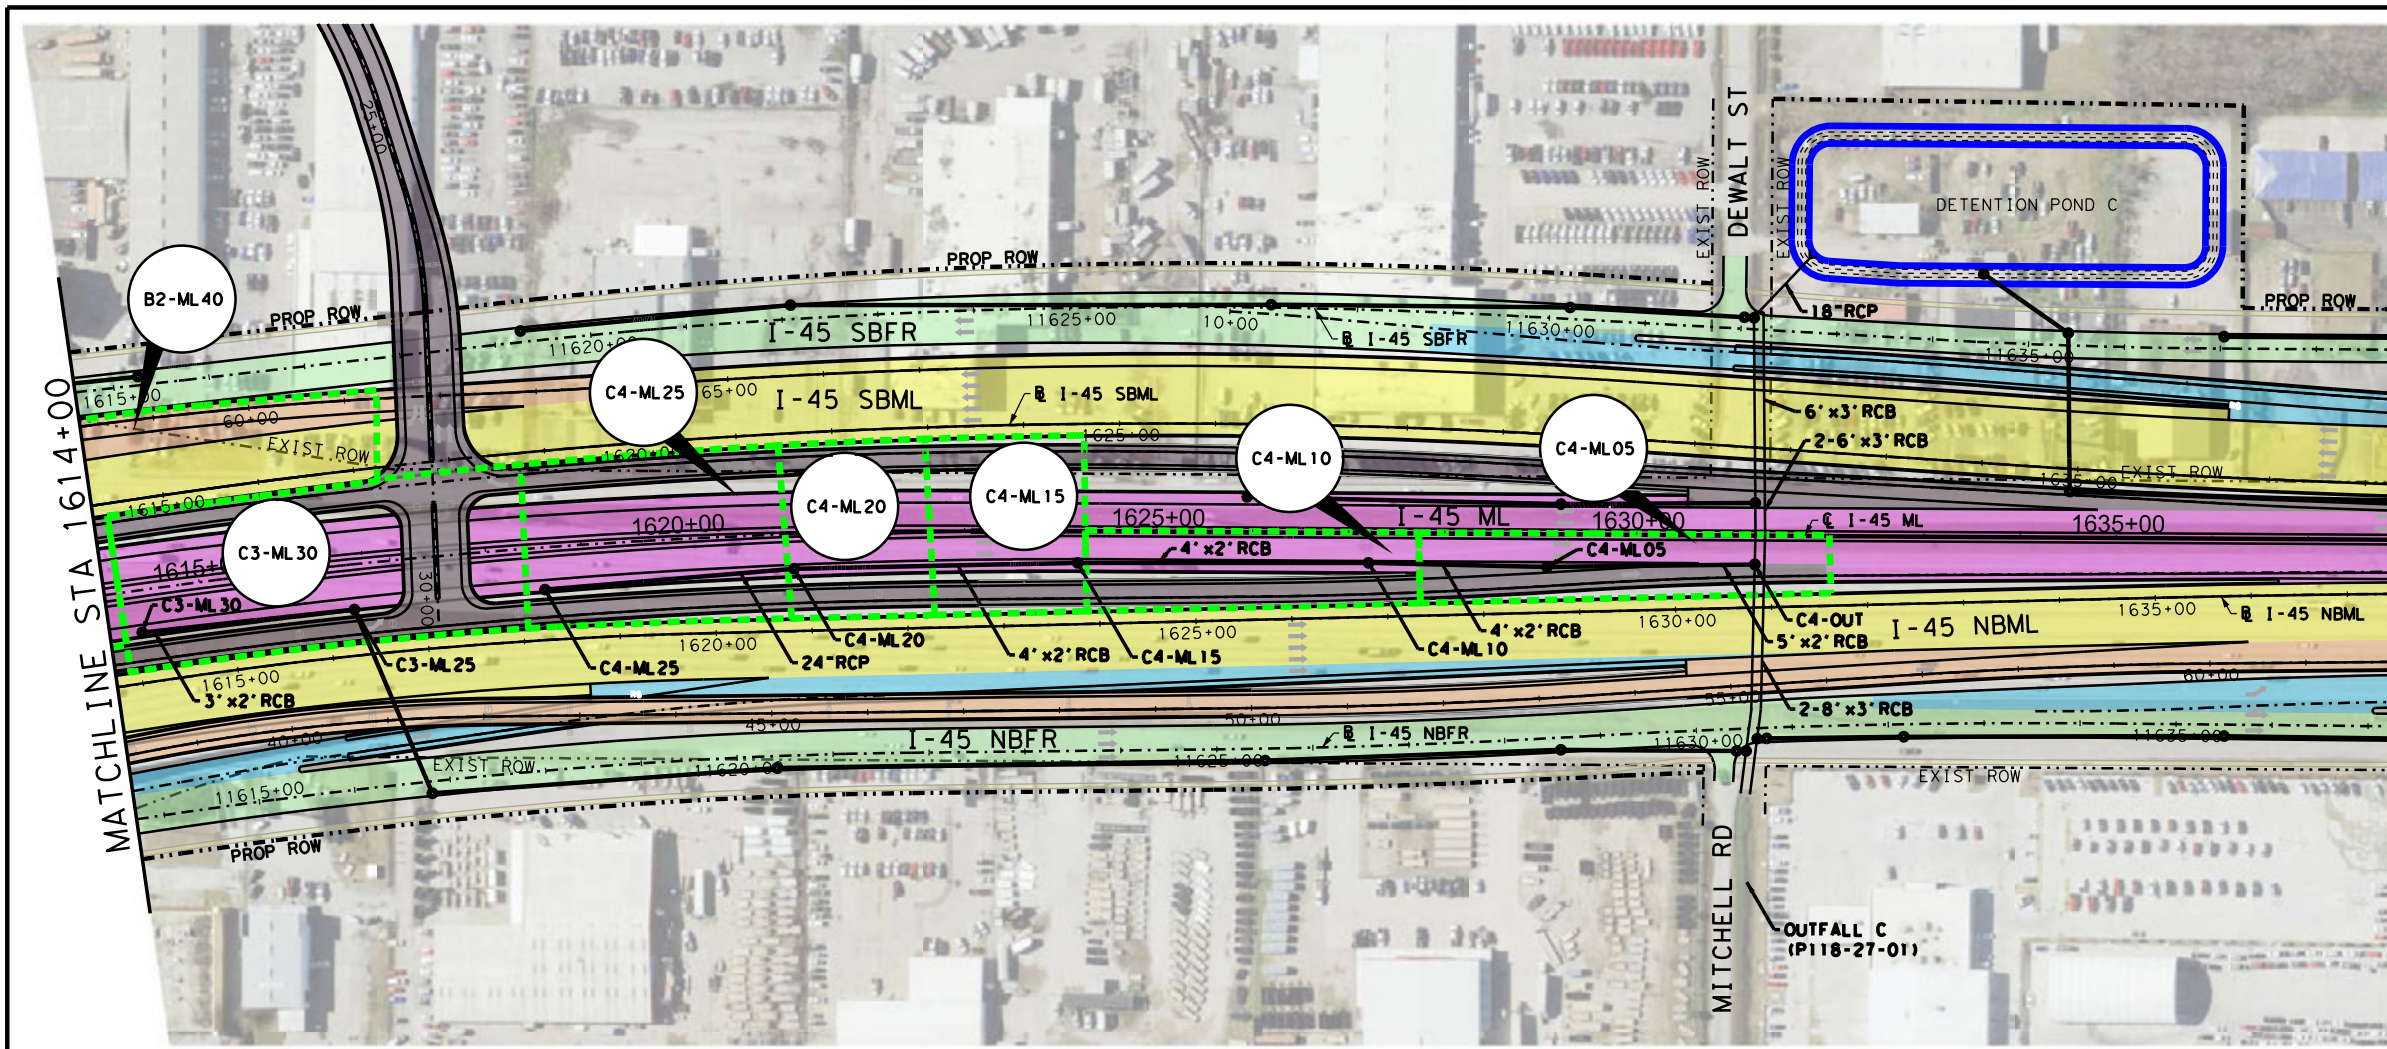 25+00
DEWALT ST
EXIST ROW
EXIST ROW
DETENTION POND C
B2-ML40
PROP ROW
PROP ROW
PROP ROW
18"RCP
I-45 SBFR
11620+00
11625+00
10+00
11630+00
11635+00
B I-45 SBFR
1615+00
60+00
C4-ML25
65+00
I-45 SBML
B I-45 SBML
6'x3'RCB
2-6'x3'RCB
EXIST ROW
1620+00
1625+00
1635+00
EXIST ROW
C4-ML10
C4-ML05
C4-ML20
C4-ML15
MATCHLINE STA 1614+00
1615+00
C3-ML30
1620+00
1625+00
I-45 ML
1630+00
C I-45 ML
1635+00
4'x2'RCB
C4-ML05
30+00
C3-ML30
C3-ML25
C4-ML25
1620+00
24"RCP
C4-ML20
4'x2'RCB
C4-ML15
1625+00
C4-ML10
4'x2'RCB
1630+00
C4-OUT
5'x2'RCB
I-45 NBML
1635+00
B I-45 NBML
1615+00
3'x2'RCB
40+00
45+00
50+00
55+00
60+00
2-8'x3'RCB
I-45 NBFR
B I-45 NBFR
11615+00
EXIST ROW
11620+00
11625+00
11630+00
11635+00
EXIST ROW
PROP ROW
MITCHELL RD
OUTFALL C
(P118-27-01)